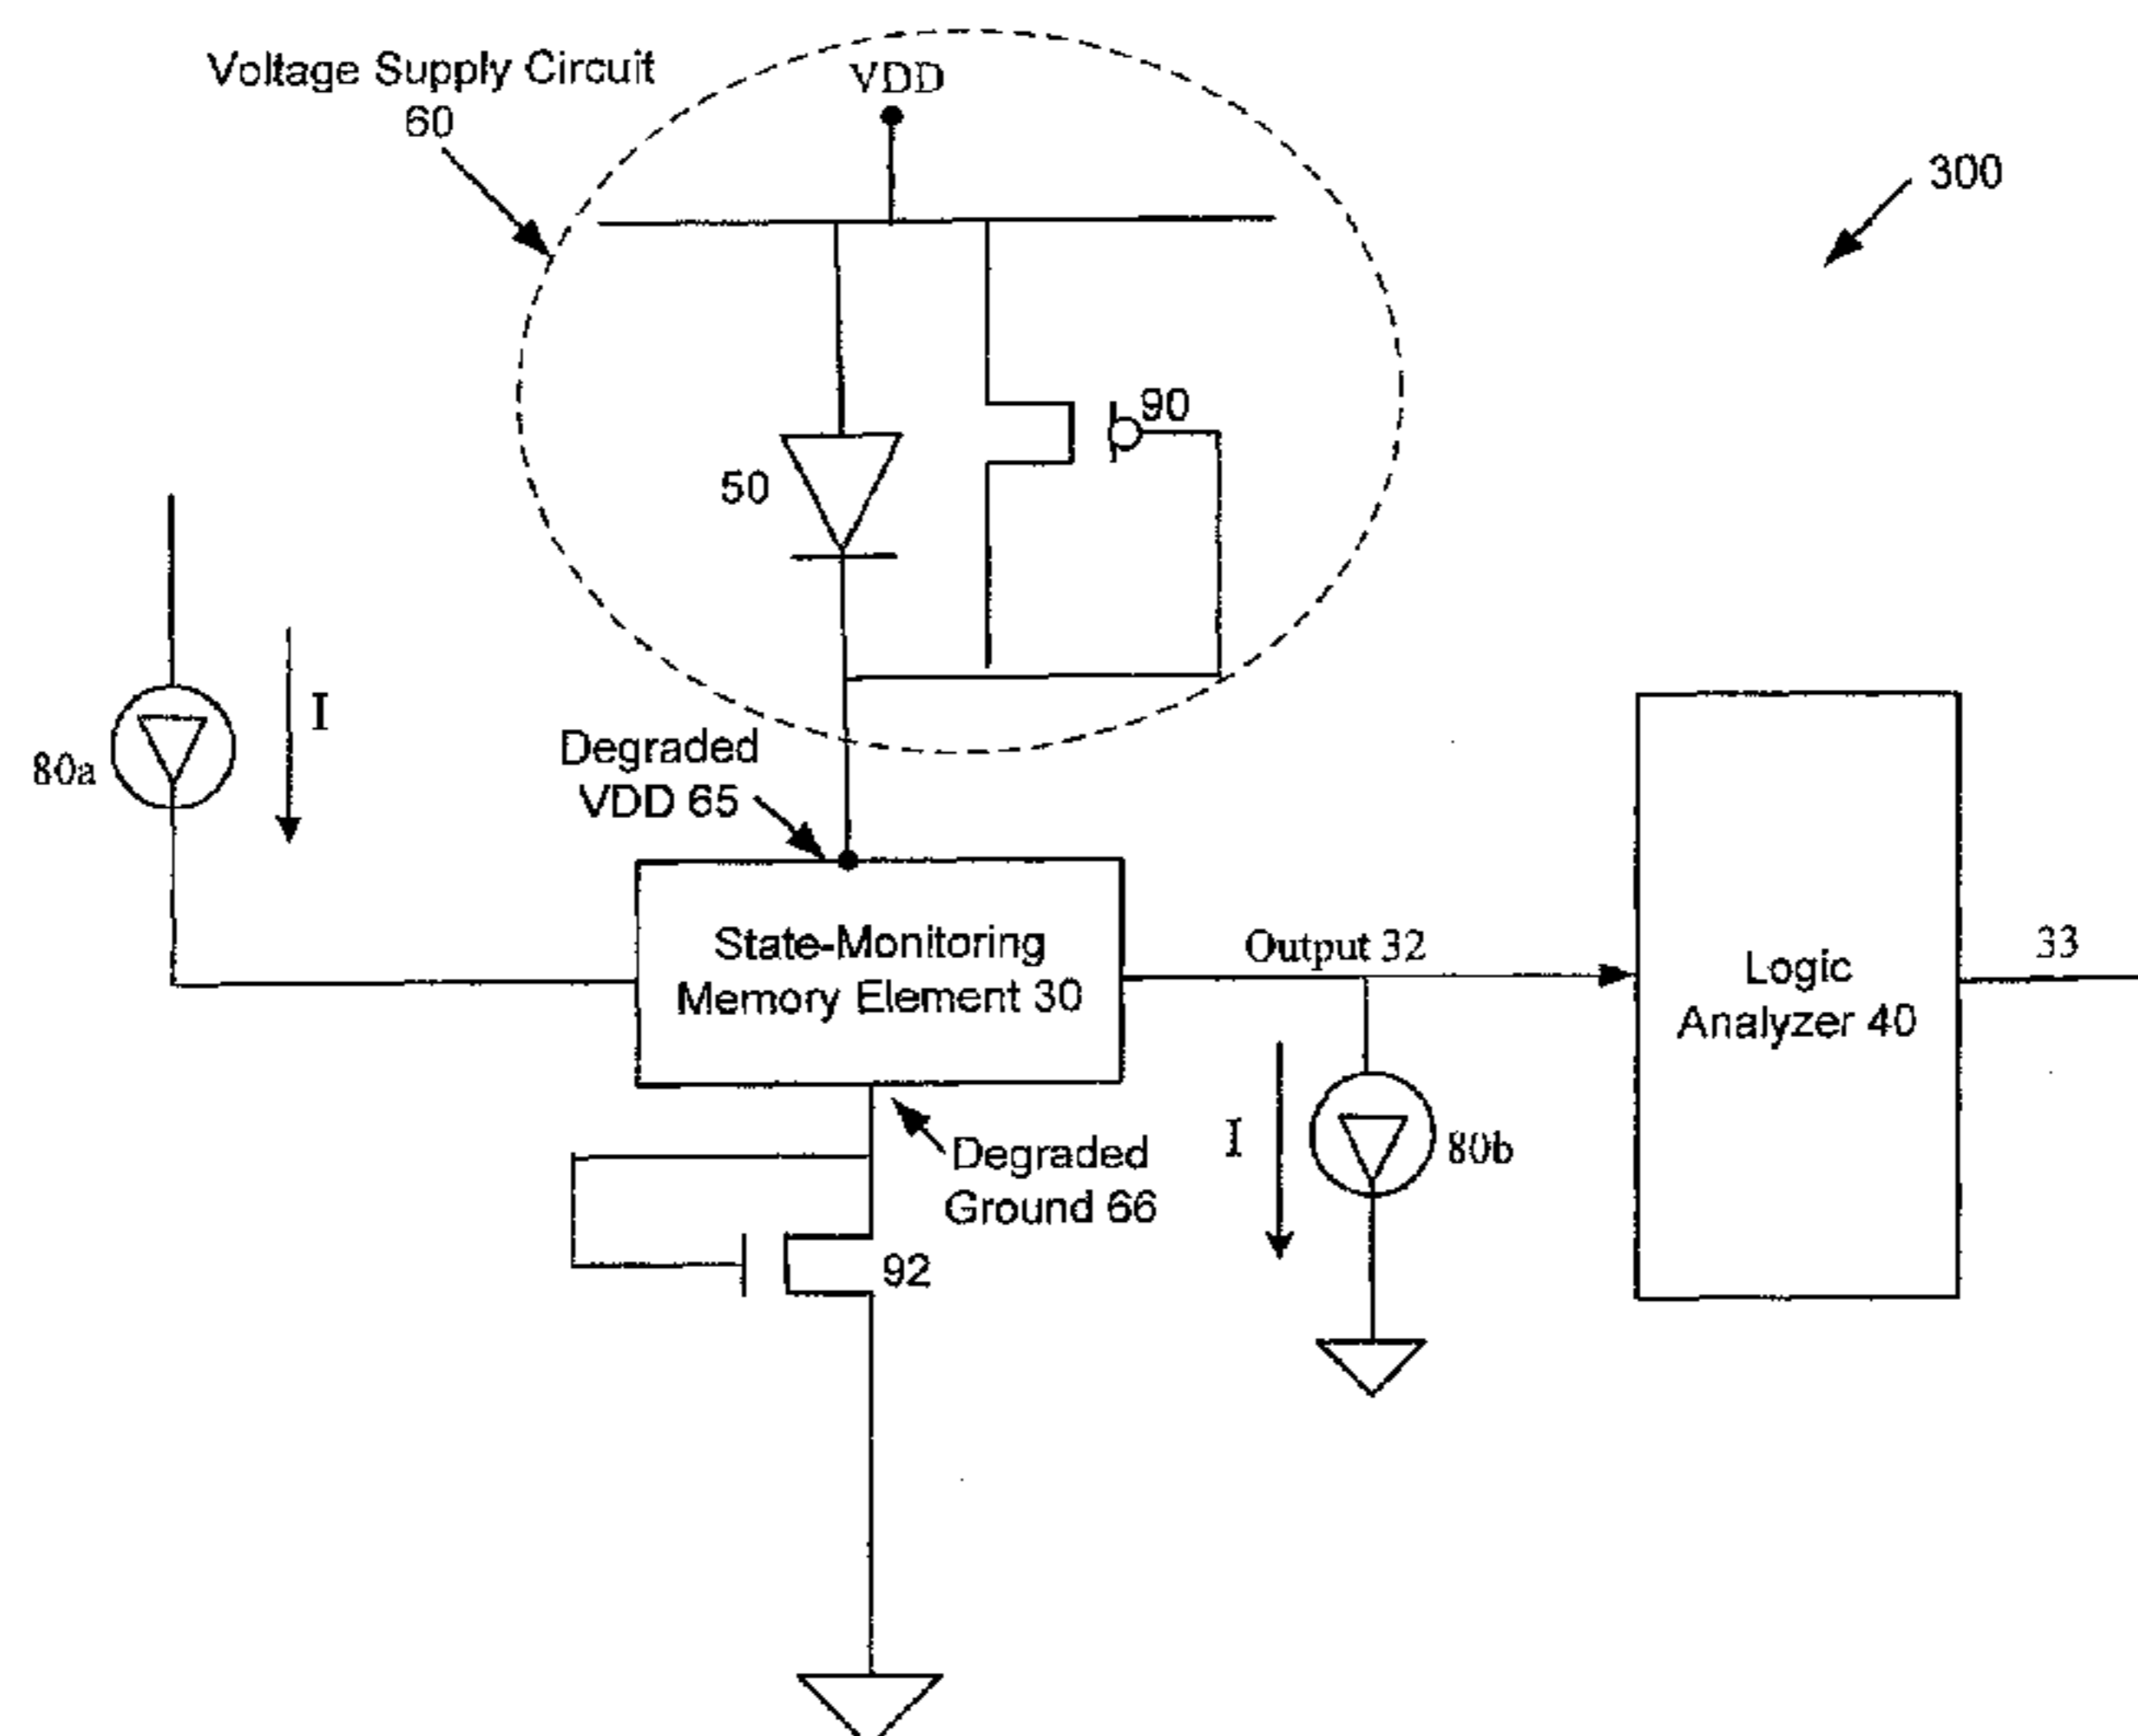 Voltage Supply Circuit
60
VDD
300
90
50
I
80a
Degraded
VDD 65
State-Monitoring
Memory Element 30
Output 32
Logic
Analyzer 40
33
Degraded
Ground 66
I
80b
92